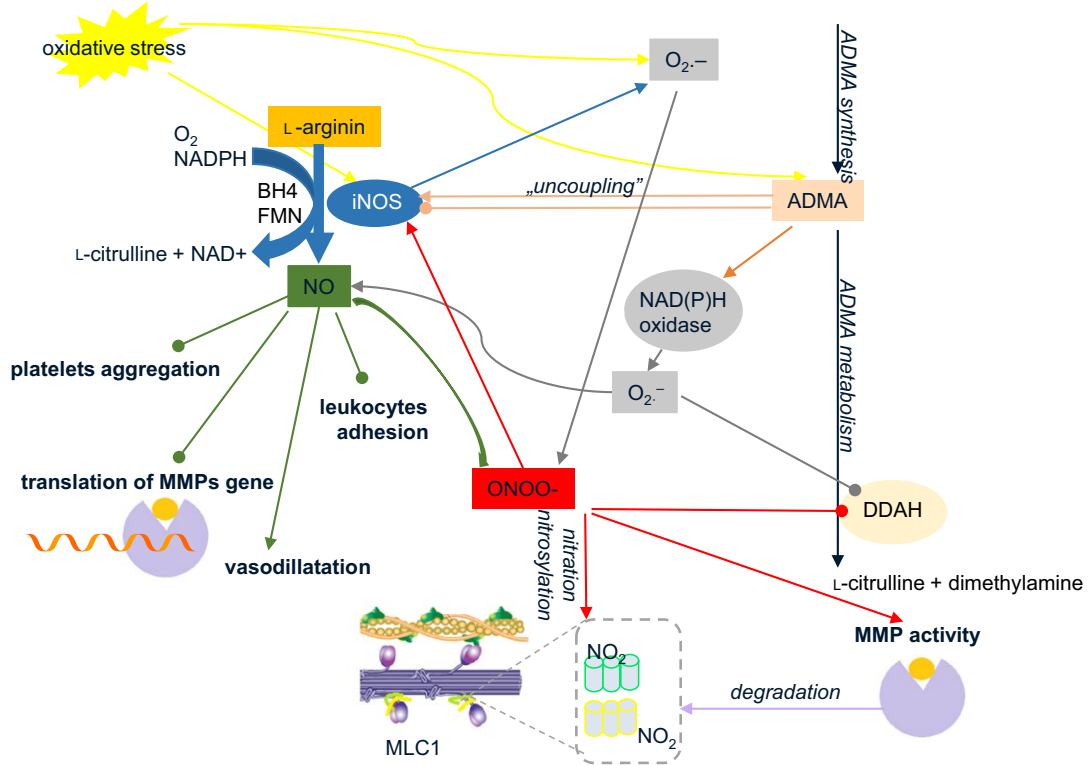 oxidative stress
O₂·–
ADMA synthesis
L-arginin
O₂
NADPH
BH4
FMN
iNOS
„uncoupling”
ADMA
L-citrulline + NAD+
NO
NAD(P)H
oxidase
ADMA metabolism
platelets aggregation
O₂·⁻
leukocytes
adhesion
translation of MMPs gene
ONOO-
DDAH
nitration
nitrosylation
vasodillatation
L-citrulline + dimethylamine
MMP activity
NO₂
degradation
NO₂
MLC1